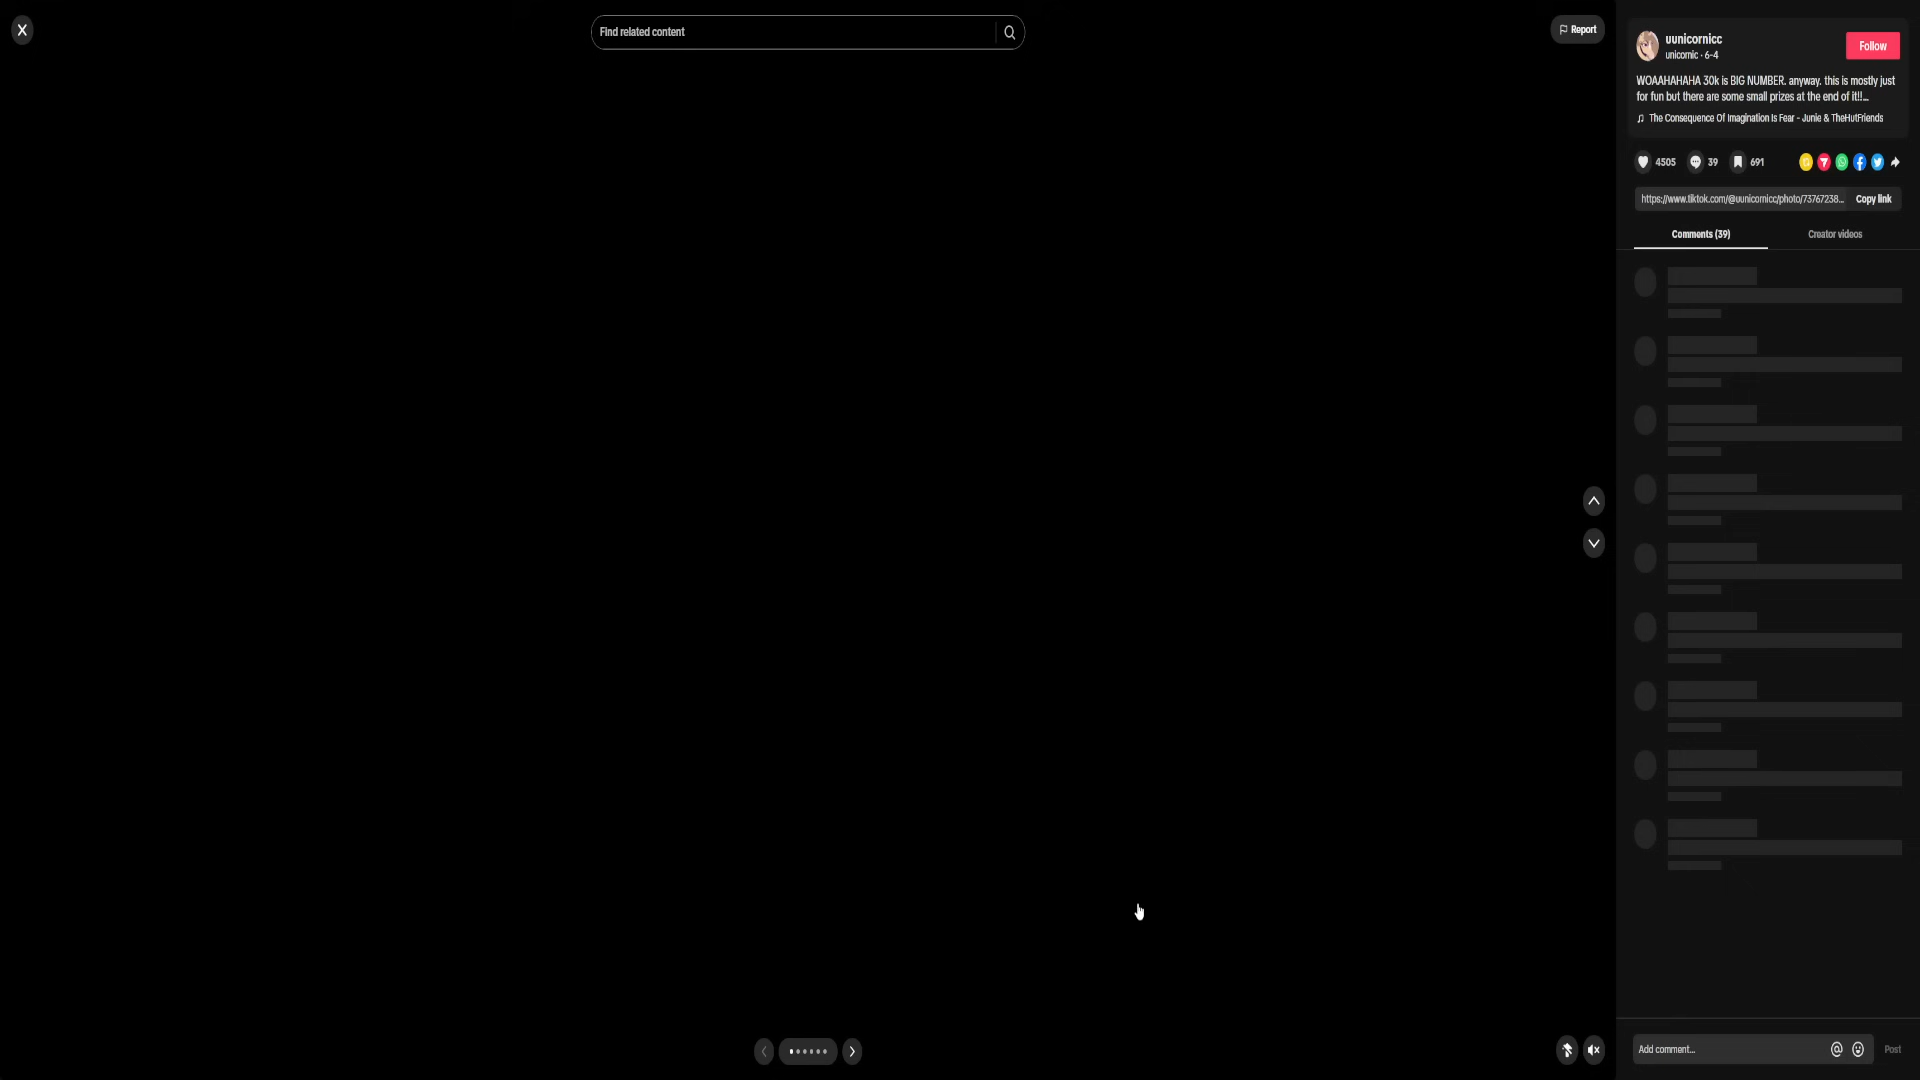 Find related content
Report
uunicornicc
unicornic · 6-4
Follow
WOAAHAHAHA 30k is BIG NUMBER. anyway. this is mostly just
for fun but there are some small prizes at the end of it!!...
The Consequence Of Imagination Is Fear - Junie & TheHutFriends
4505
39
691
https://www.tiktok.com/@uunicornicc/photo/73767238...
Copy link
Comments (39)
Creator videos
Add comment...
Post